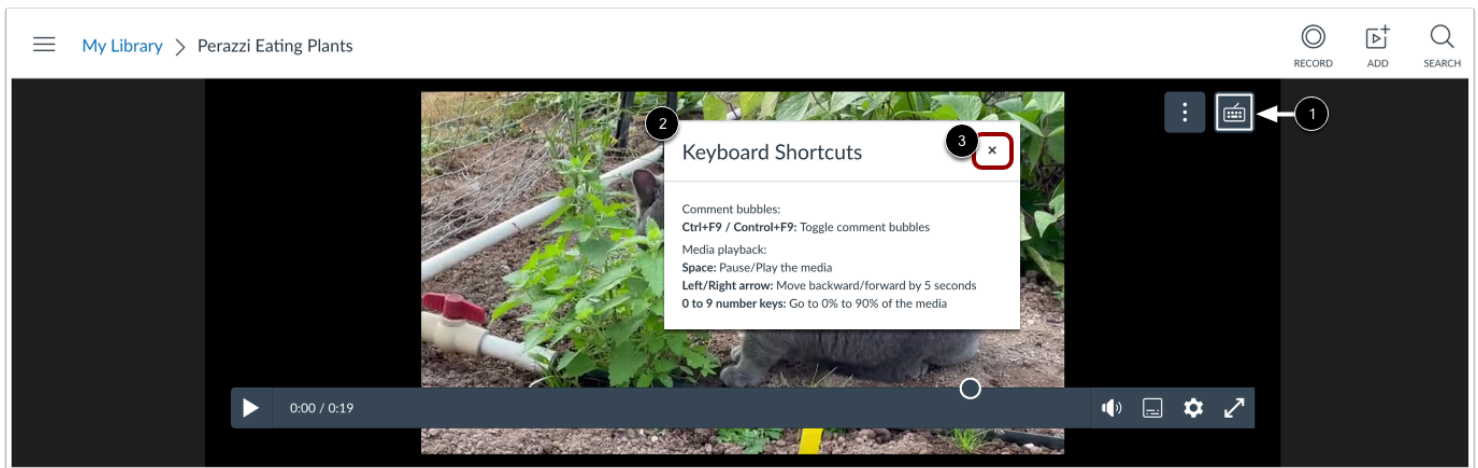 My Library > Perazzi Eating Plants
RECORD ADD SEARCH
1
2
3
Keyboard Shortcuts
×
Comment bubbles:
Ctrl+F9 / Control+F9: Toggle comment bubbles
Media playback:
Space: Pause/Play the media
Left/Right arrow: Move backward/forward by 5 seconds
0 to 9 number keys: Go to 0% to 90% of the media
0:00 / 0:19